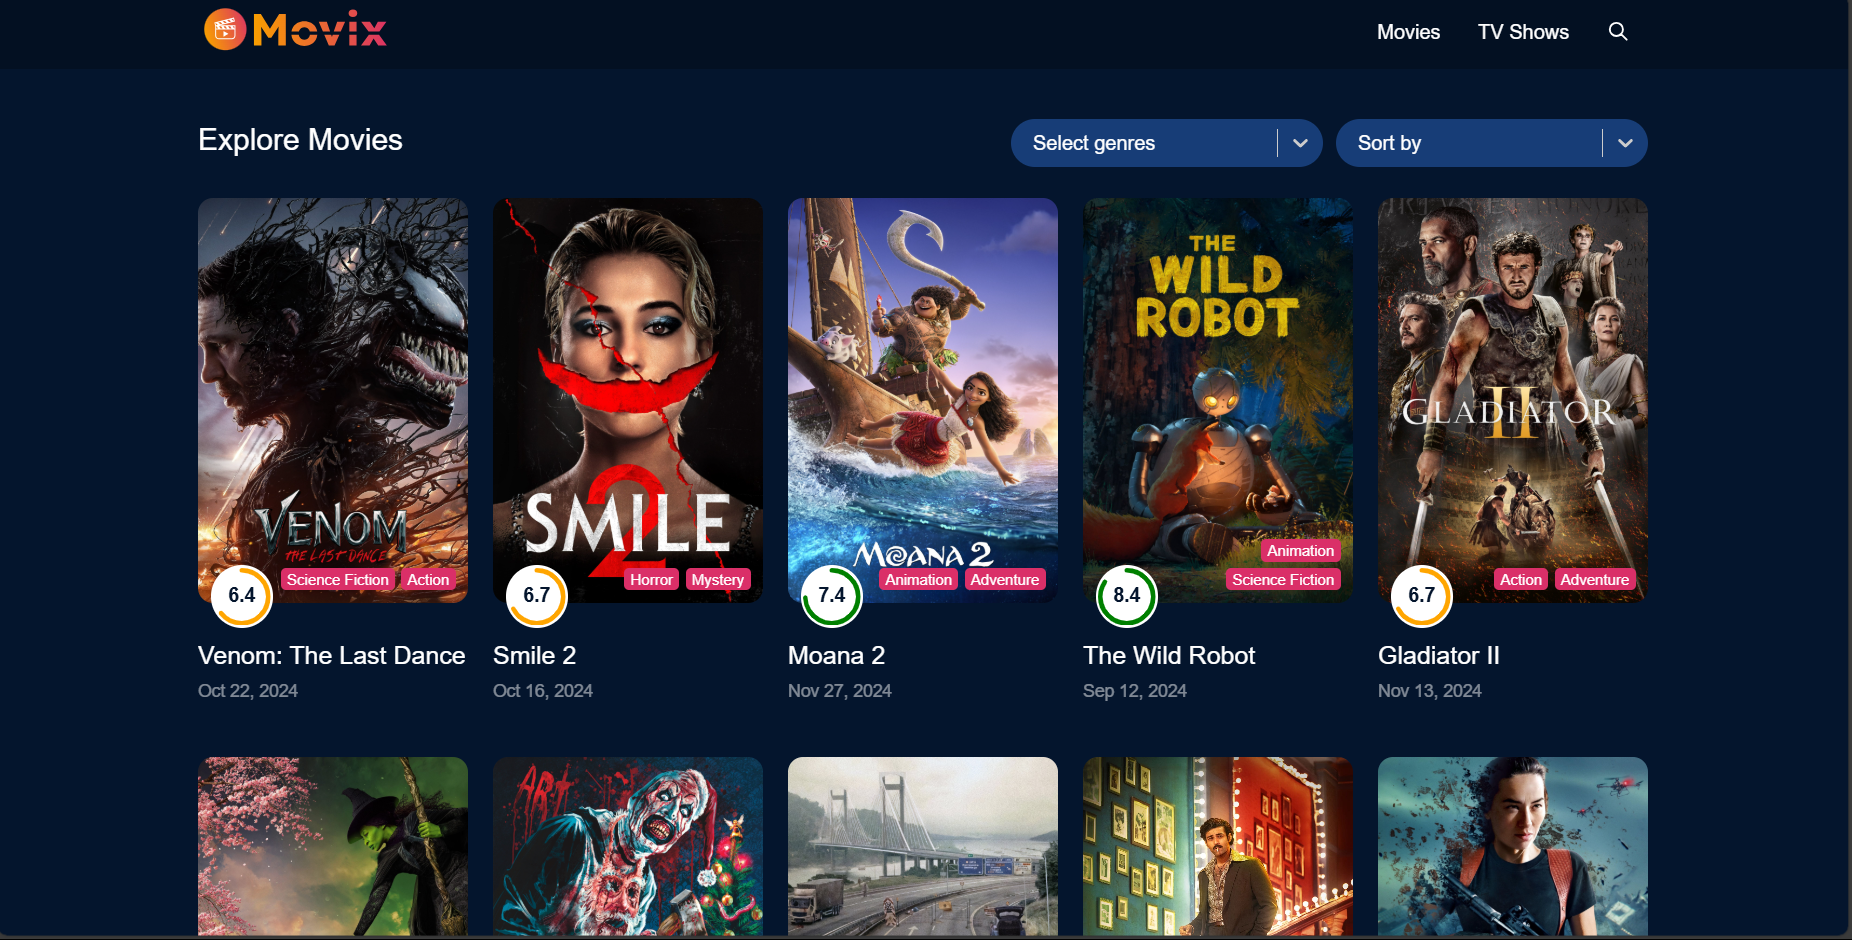 Movix
Movies
TV Shows
Explore Movies
Select genres
Sort by
VENOM
THE LAST DANCE
Science Fiction
Action
6.4
Venom: The Last Dance
Oct 22, 2024
SMILE
2
Horror
Mystery
6.7
Smile 2
Oct 16, 2024
MOANA 2
Animation
Adventure
7.4
Moana 2
Nov 27, 2024
THE
WILD
ROBOT
Animation
Science Fiction
8.4
The Wild Robot
Sep 12, 2024
GLADIATOR
II
Action
Adventure
6.7
Gladiator II
Nov 13, 2024
ART